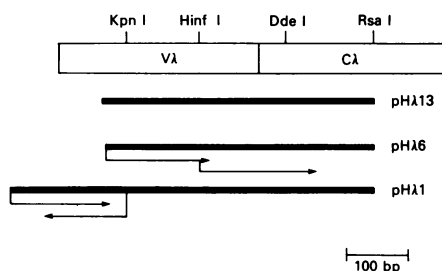 Kpn I Hinf I Dde I Rsa I
Vλ Cλ
pHλ13
pHλ6
pHλ1
100 bp